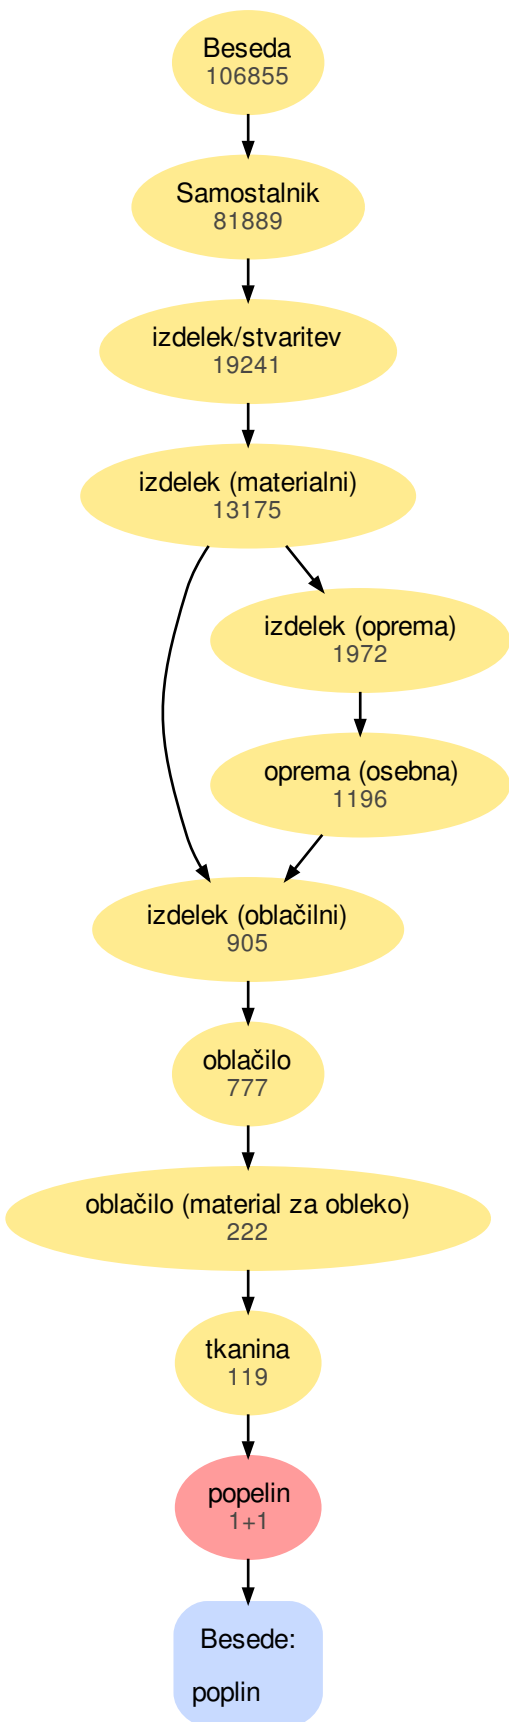 Beseda
106855
Samostalnik
81889
izdelek/stvaritev
19241
izdelek (materialni)
13175
izdelek (oprema)
1972
oprema (osebna)
1196
izdelek (oblačilni)
905
oblačilo
777
oblačilo (material za obleko)
222
tkanina
119
popelin
1+1
Besede:
poplin